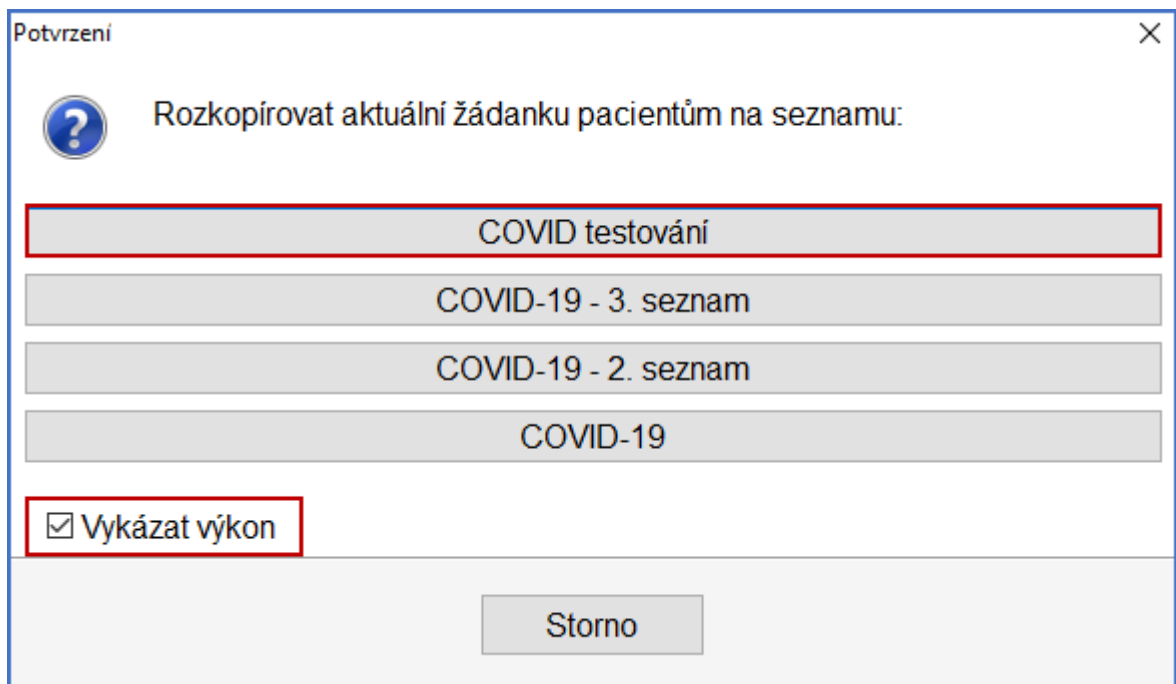 Potvrzení
Rozkopírovat aktuální žádanku pacientům na seznamu:
COVID testování
COVID-19 - 3. seznam
COVID-19 - 2. seznam
COVID-19
Vykázat výkon
Storno